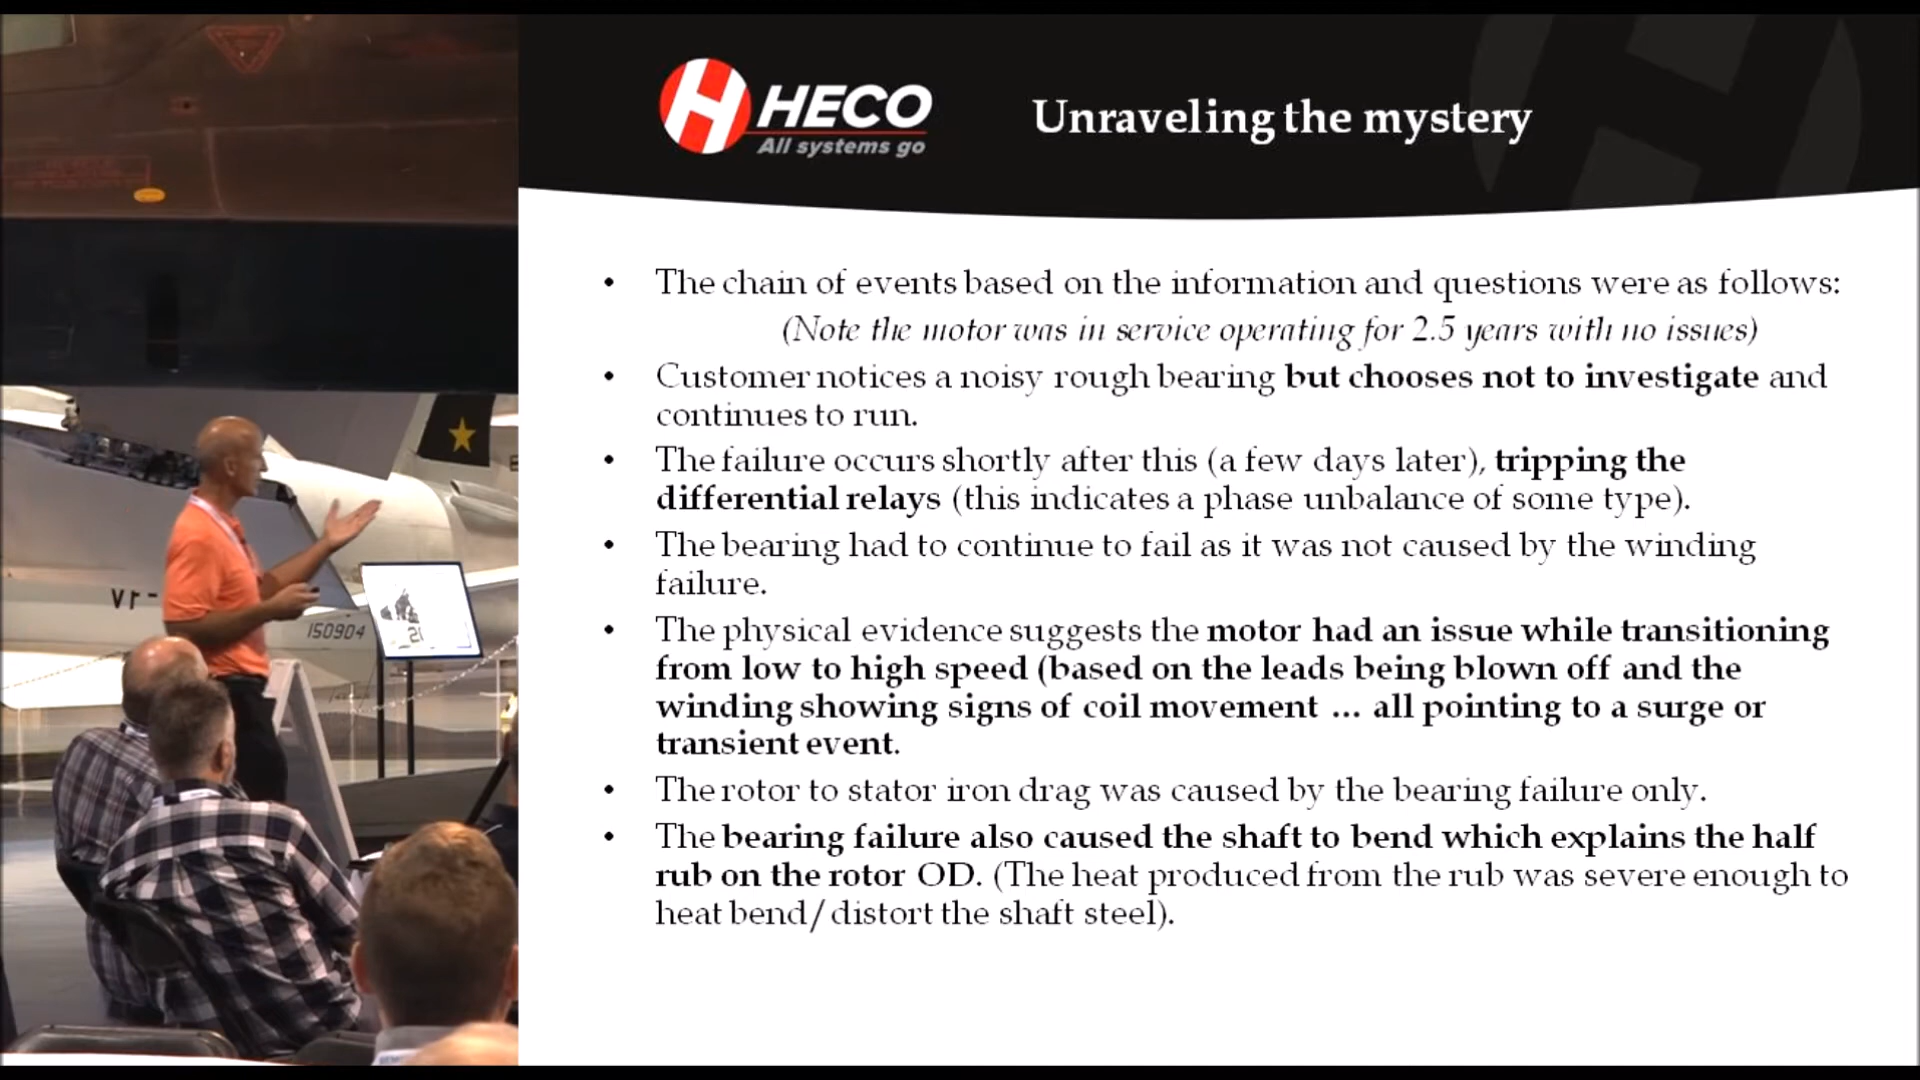 HECO
All systems go
Unraveling the mystery
• The chain of events based on the information and questions were as follows:
(Note the motor was in service operating for 2.5 years with no issues)
• Customer notices a noisy rough bearing but chooses not to investigate and
continues to run.
• The failure occurs shortly after this (a few days later), tripping the
differential relays (this indicates a phase unbalance of some type).
• The bearing had to continue to fail as it was not caused by the winding
failure.
• The physical evidence suggests the motor had an issue while transitioning
from low to high speed (based on the leads being blown off and the
winding showing signs of coil movement ... all pointing to a surge or
transient event.
• The rotor to stator iron drag was caused by the bearing failure only.
• The bearing failure also caused the shaft to bend which explains the half
rub on the rotor OD. (The heat produced from the rub was severe enough to
heat bend/distort the shaft steel).
150904